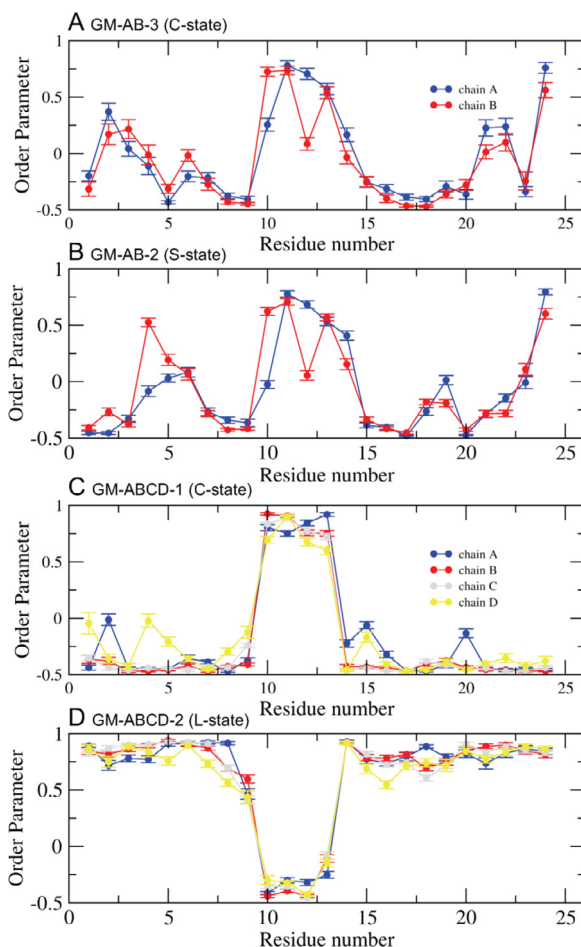 A GM-AB-3 (C-state)
1
0.5
0
-0.5
Order Parameter
chain A
chain B
0 5 10 15 20 25
Residue number
B GM-AB-2 (S-state)
1
0.5
0
-0.5
Order Parameter
0 5 10 15 20 25
Residue number
C GM-ABCD-1 (C-state)
1
0.5
0
-0.5
Order Parameter
chain A
chain B
chain C
chain D
0 5 10 15 20 25
Residue number
D GM-ABCD-2 (L-state)
1
0.5
0
-0.5
Order Parameter
0 5 10 15 20 25
Residue number